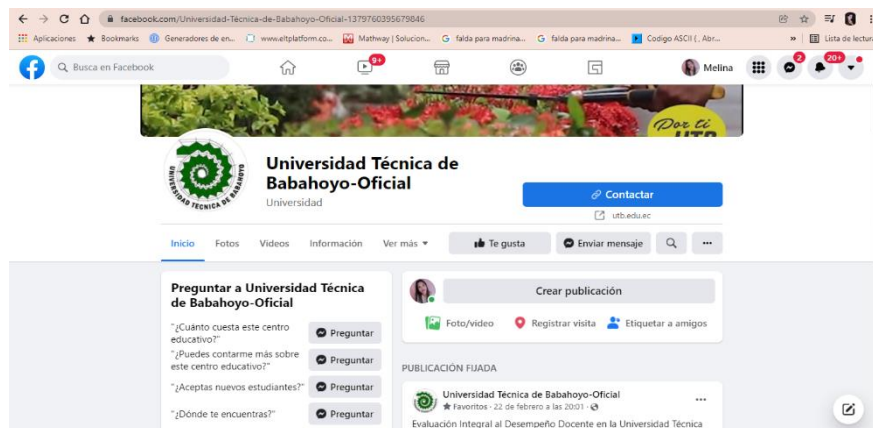 facebook.com/Universidad-Tecnica-de-Babahoyo-Oficial-1379760395679846
Aplicaciones Bookmarks Generadores de en... www.eltplatform.co... Mathway | Solucion... falda para madrina... falda para madrina... Codigo ASCII (, Abr... » Lista de lectura
Busca en Facebook 9+ Melina 2 20+
Por ti
UTB
UNIVERSIDAD TECNICA DE BABAHOYO
Universidad Técnica de
Babahoyo-Oficial
Universidad
Contactar
utb.edu.ec
Inicio Fotos Videos Información Ver más Te gusta Enviar mensaje
Preguntar a Universidad Técnica
de Babahoyo-Oficial
"¿Cuánto cuesta este centro
educativo?" Preguntar
"¿Puedes contarme más sobre
este centro educativo?" Preguntar
"¿Aceptas nuevos estudiantes?" Preguntar
"¿Dónde te encuentras?" Preguntar
Crear publicación
Foto/video Registrar visita Etiquetar a amigos
PUBLICACIÓN FIJADA
Universidad Técnica de Babahoyo-Oficial
Favoritos · 22 de febrero a las 20:01
Evaluación Integral al Desempeño Docente en la Universidad Técnica